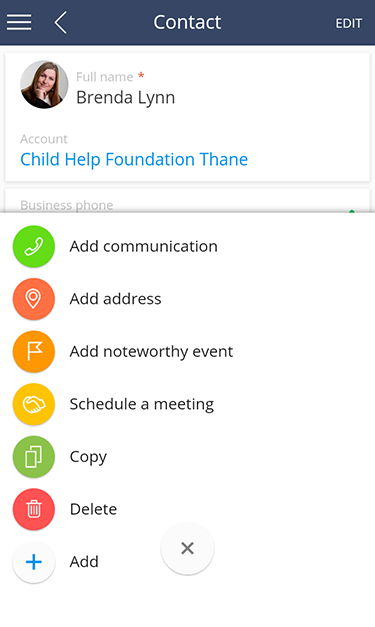 Contact
EDIT
Full name *
Brenda Lynn
Account
Child Help Foundation Thane
Business phone
Add communication
Add address
Add noteworthy event
Schedule a meeting
Copy
Delete
Add